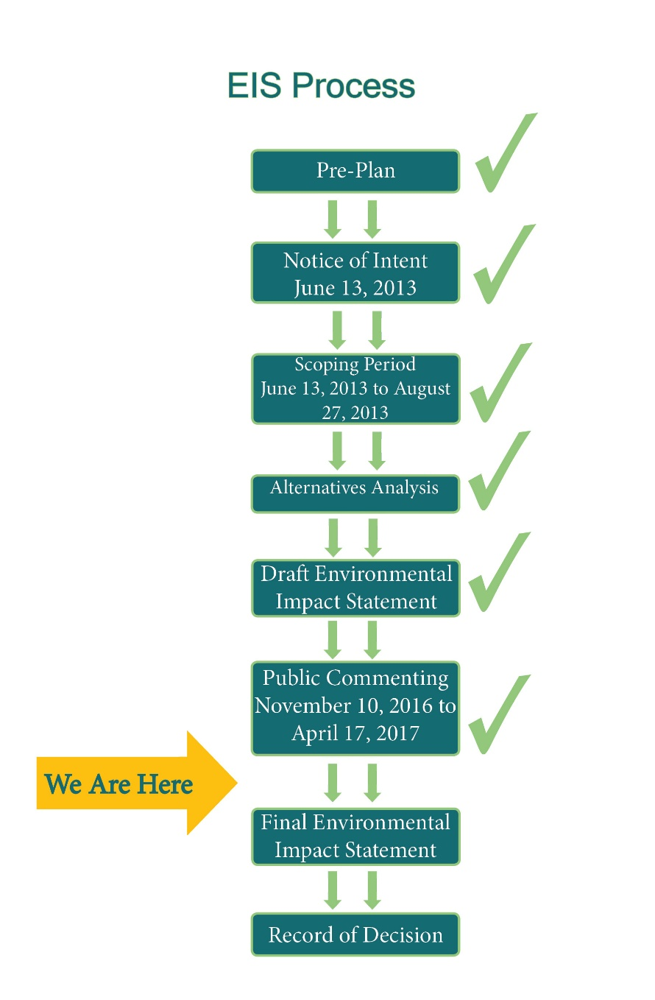 EIS Process
Pre-Plan
Notice of Intent
June 13, 2013
Scoping Period
June 13, 2013 to August
27, 2013
Alternatives Analysis
Draft Environmental
Impact Statement
Public Commenting
November 10, 2016 to
April 17, 2017
We Are Here
Final Environmental
Impact Statement
Record of Decision